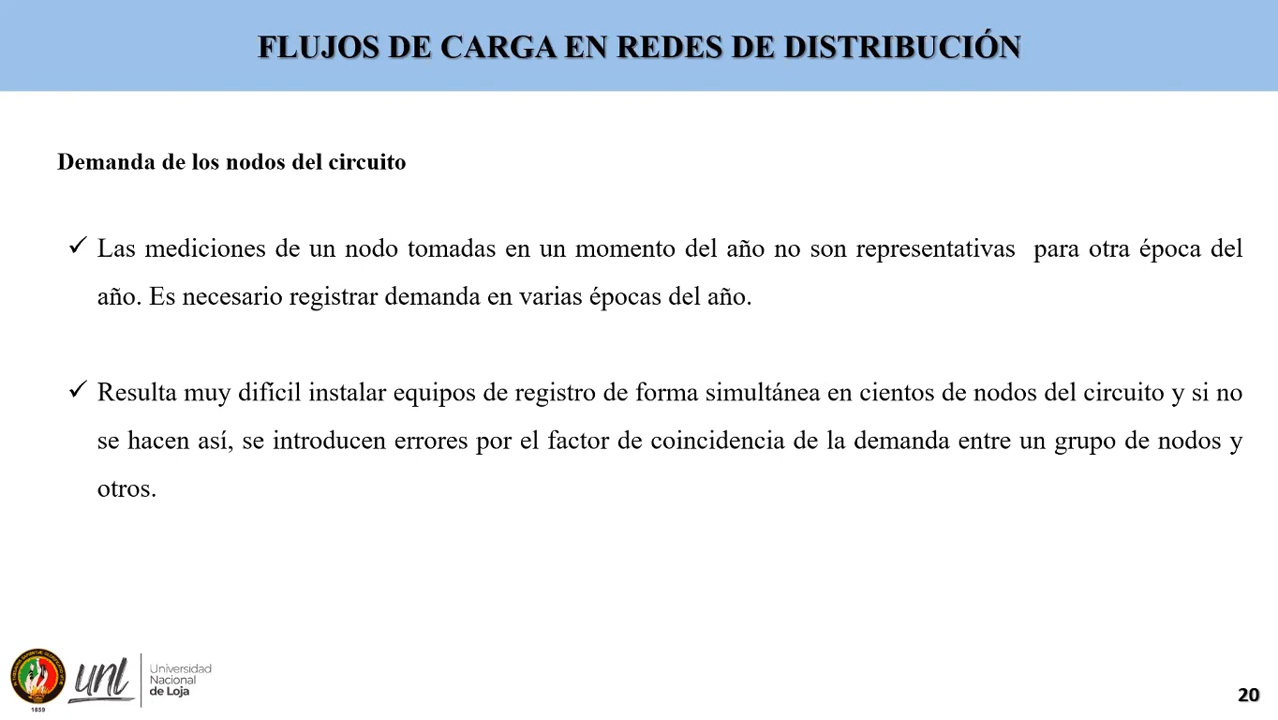 FLUJOS DE CARGA EN REDES DE DISTRIBUCIÓN
Demanda de los nodos del circuito
✓ Las mediciones de un nodo tomadas en un momento del año no son representativas para otra época del
año. Es necesario registrar demanda en varias épocas del año.
✓ Resulta muy difícil instalar equipos de registro de forma simultánea en cientos de nodos del circuito y si no
se hacen así, se introducen errores por el factor de coincidencia de la demanda entre un grupo de nodos y
otros.
unl
Universidad
Nacional
de Loja
1859
20